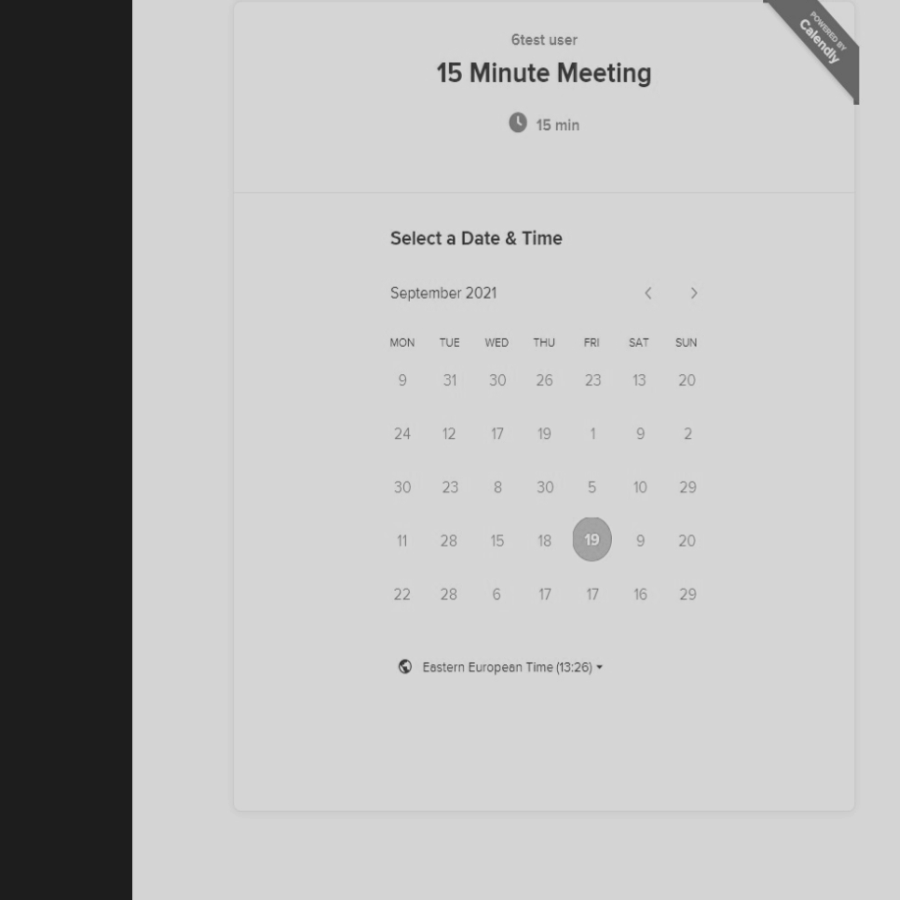 POWERED BY
Calendly
6test user
15 Minute Meeting
15 min
Select a Date & Time
September 2021
MON TUE WED THU FRI SAT SUN
9 31 30 26 23 13 20
24 12 17 19 1 9 2
30 23 8 30 5 10 29
11 28 15 18 19 9 20
22 28 6 17 17 16 29
Eastern European Time (13:26)